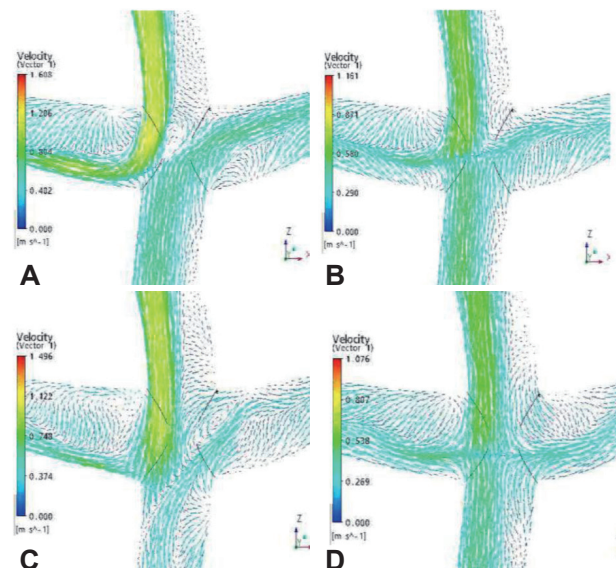 Velocity
(Vector 1)
1.608
1.206
0.804
0.402
0.000
[m s^-1]
Z
Y
X
A
Velocity
(Vector 1)
1.161
0.871
0.580
0.290
0.000
[m s^-1]
Z
Y
X
B
Velocity
(Vector 1)
1.496
1.122
0.748
0.374
0.000
[m s^-1]
Z
C
Velocity
(Vector 1)
1.076
0.807
0.538
0.269
0.000
[m s^-1]
Z
X
D